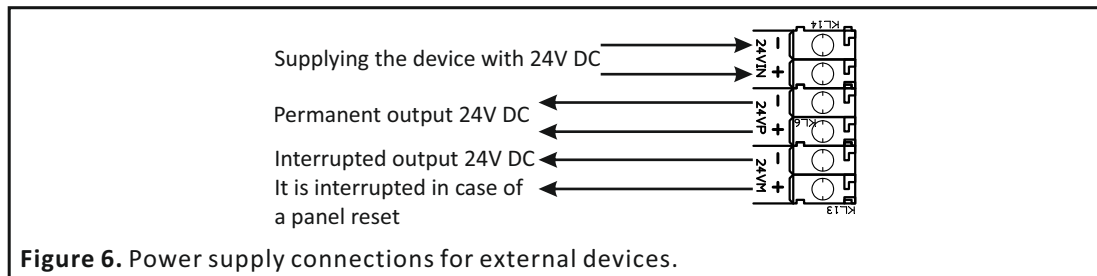 Supplying the device with 24V DC
Permanent output 24V DC
Interrupted output 24V DC
It is interrupted in case of
a panel reset
KL14
- 24VIN +
- 24VP +
KL6
- 24VM +
KL13
Figure 6. Power supply connections for external devices.